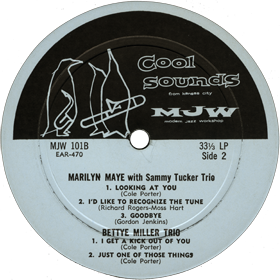 Cool
sounds
from kansas city
MJW
modern jazz workshop
MJW 101B
EAR-470
33⅓ LP
Side 2
MARILYN MAYE with Sammy Tucker Trio
1. LOOKING AT YOU
(Cole Porter)
2. I'D LIKE TO RECOGNIZE THE TUNE
(Richard Rogers-Moss Hart
3. GOODBYE
(Gordon Jenkins)
BETTYE MILLER TRIO
1. I GET A KICK OUT OF YOU
(Cole Porter)
2. JUST ONE OF THOSE THINGS
(Cole Porter)